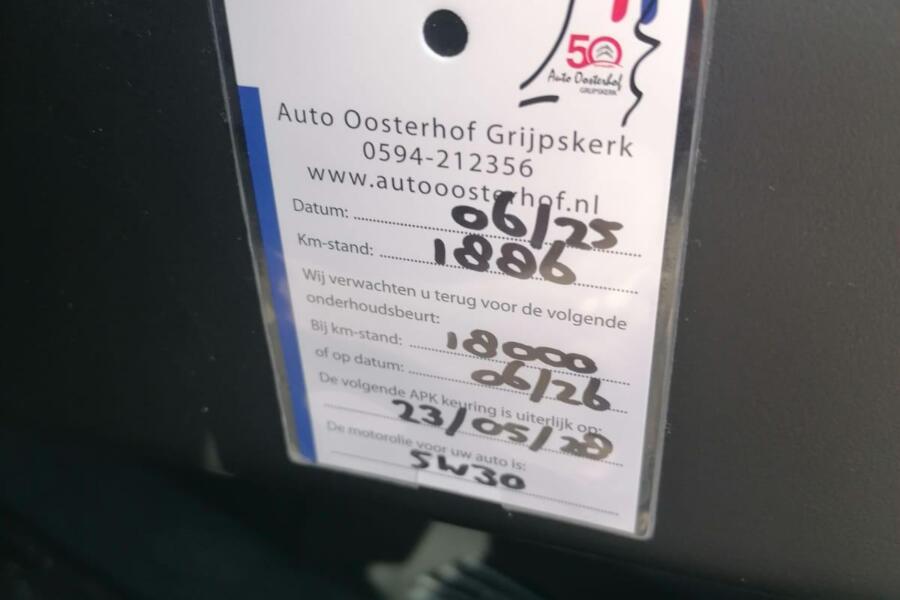 50
Auto Oosterhof
GRIJPSKERK
Auto Oosterhof Grijpskerk
0594-212356
www.autooosterhof.nl
Datum: 06/25
Km-stand: 1886
Wij verwachten u terug voor de volgende
onderhoudsbeurt:
Bij km-stand: 18000
of op datum: 06/26
De volgende APK keuring is uiterlijk op:
23/05/28
De motorolie voor uw auto is:
5W30